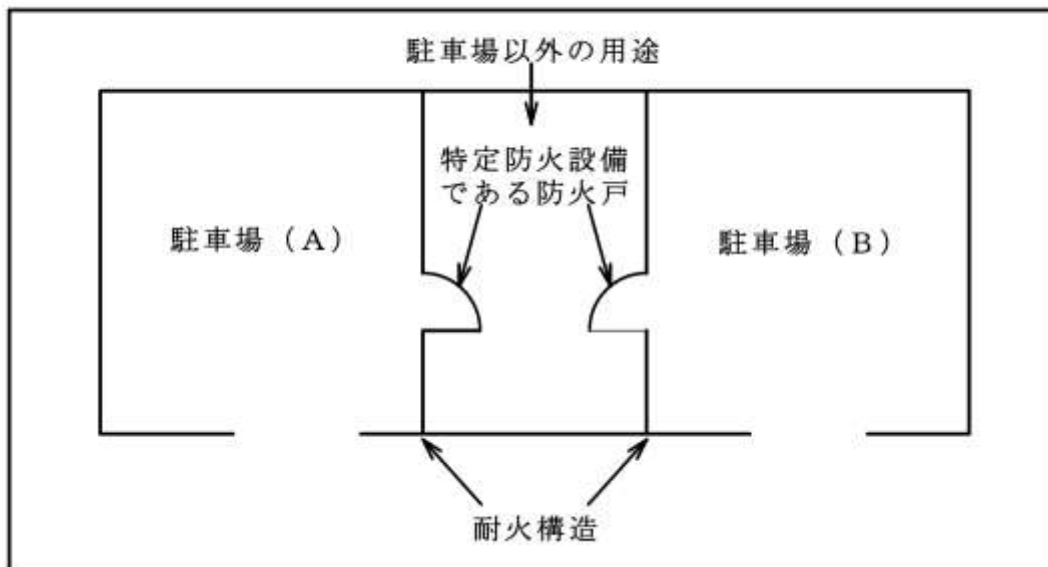 駐車場以外の用途
特定防火設備
である防火戸
駐車場（A）
駐車場（B）
耐火構造